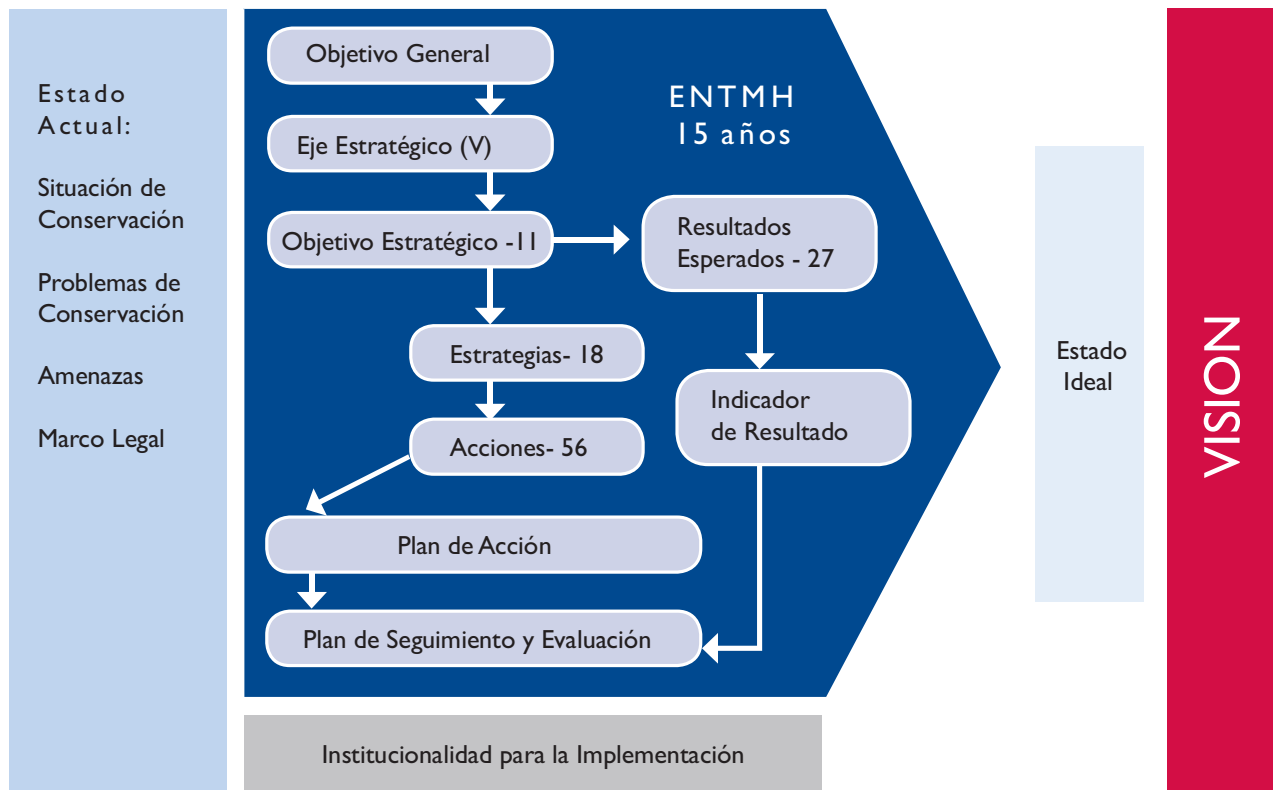 Estado
Actual:
Situación de
Conservación
Problemas de
Conservación
Amenazas
Marco Legal
Objetivo General
Eje Estratégico (V)
Objetivo Estratégico -11
Estrategias- 18
Acciones- 56
Plan de Acción
Plan de Seguimiento y Evaluación
ENTMH
15 años
Resultados
Esperados - 27
Indicador
de Resultado
Institucionalidad para la Implementación
Estado
Ideal
VISION